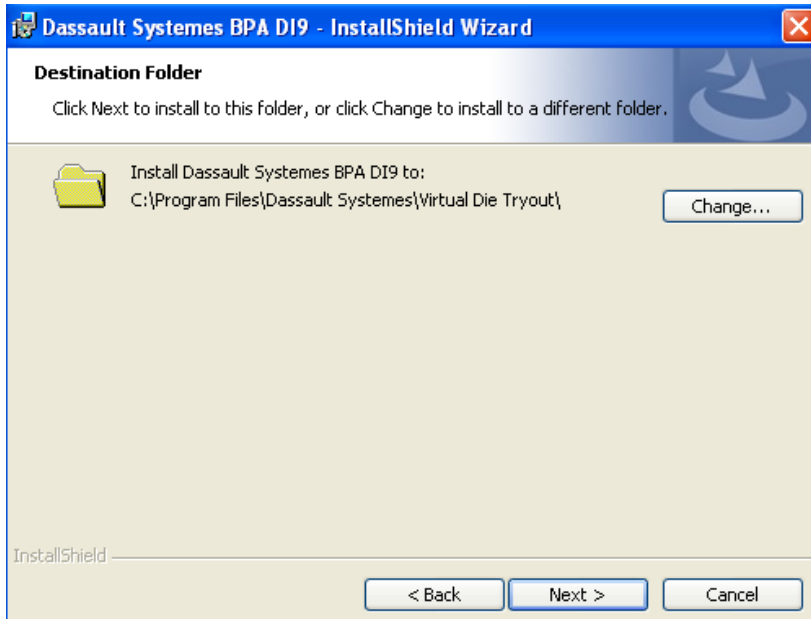 Dassault Systemes BPA DI9 - InstallShield Wizard
Destination Folder
Click Next to install to this folder, or click Change to install to a different folder.
Install Dassault Systemes BPA DI9 to:
C:\Program Files\Dassault Systemes\Virtual Die Tryout\
Change...
InstallShield
< Back
Next >
Cancel